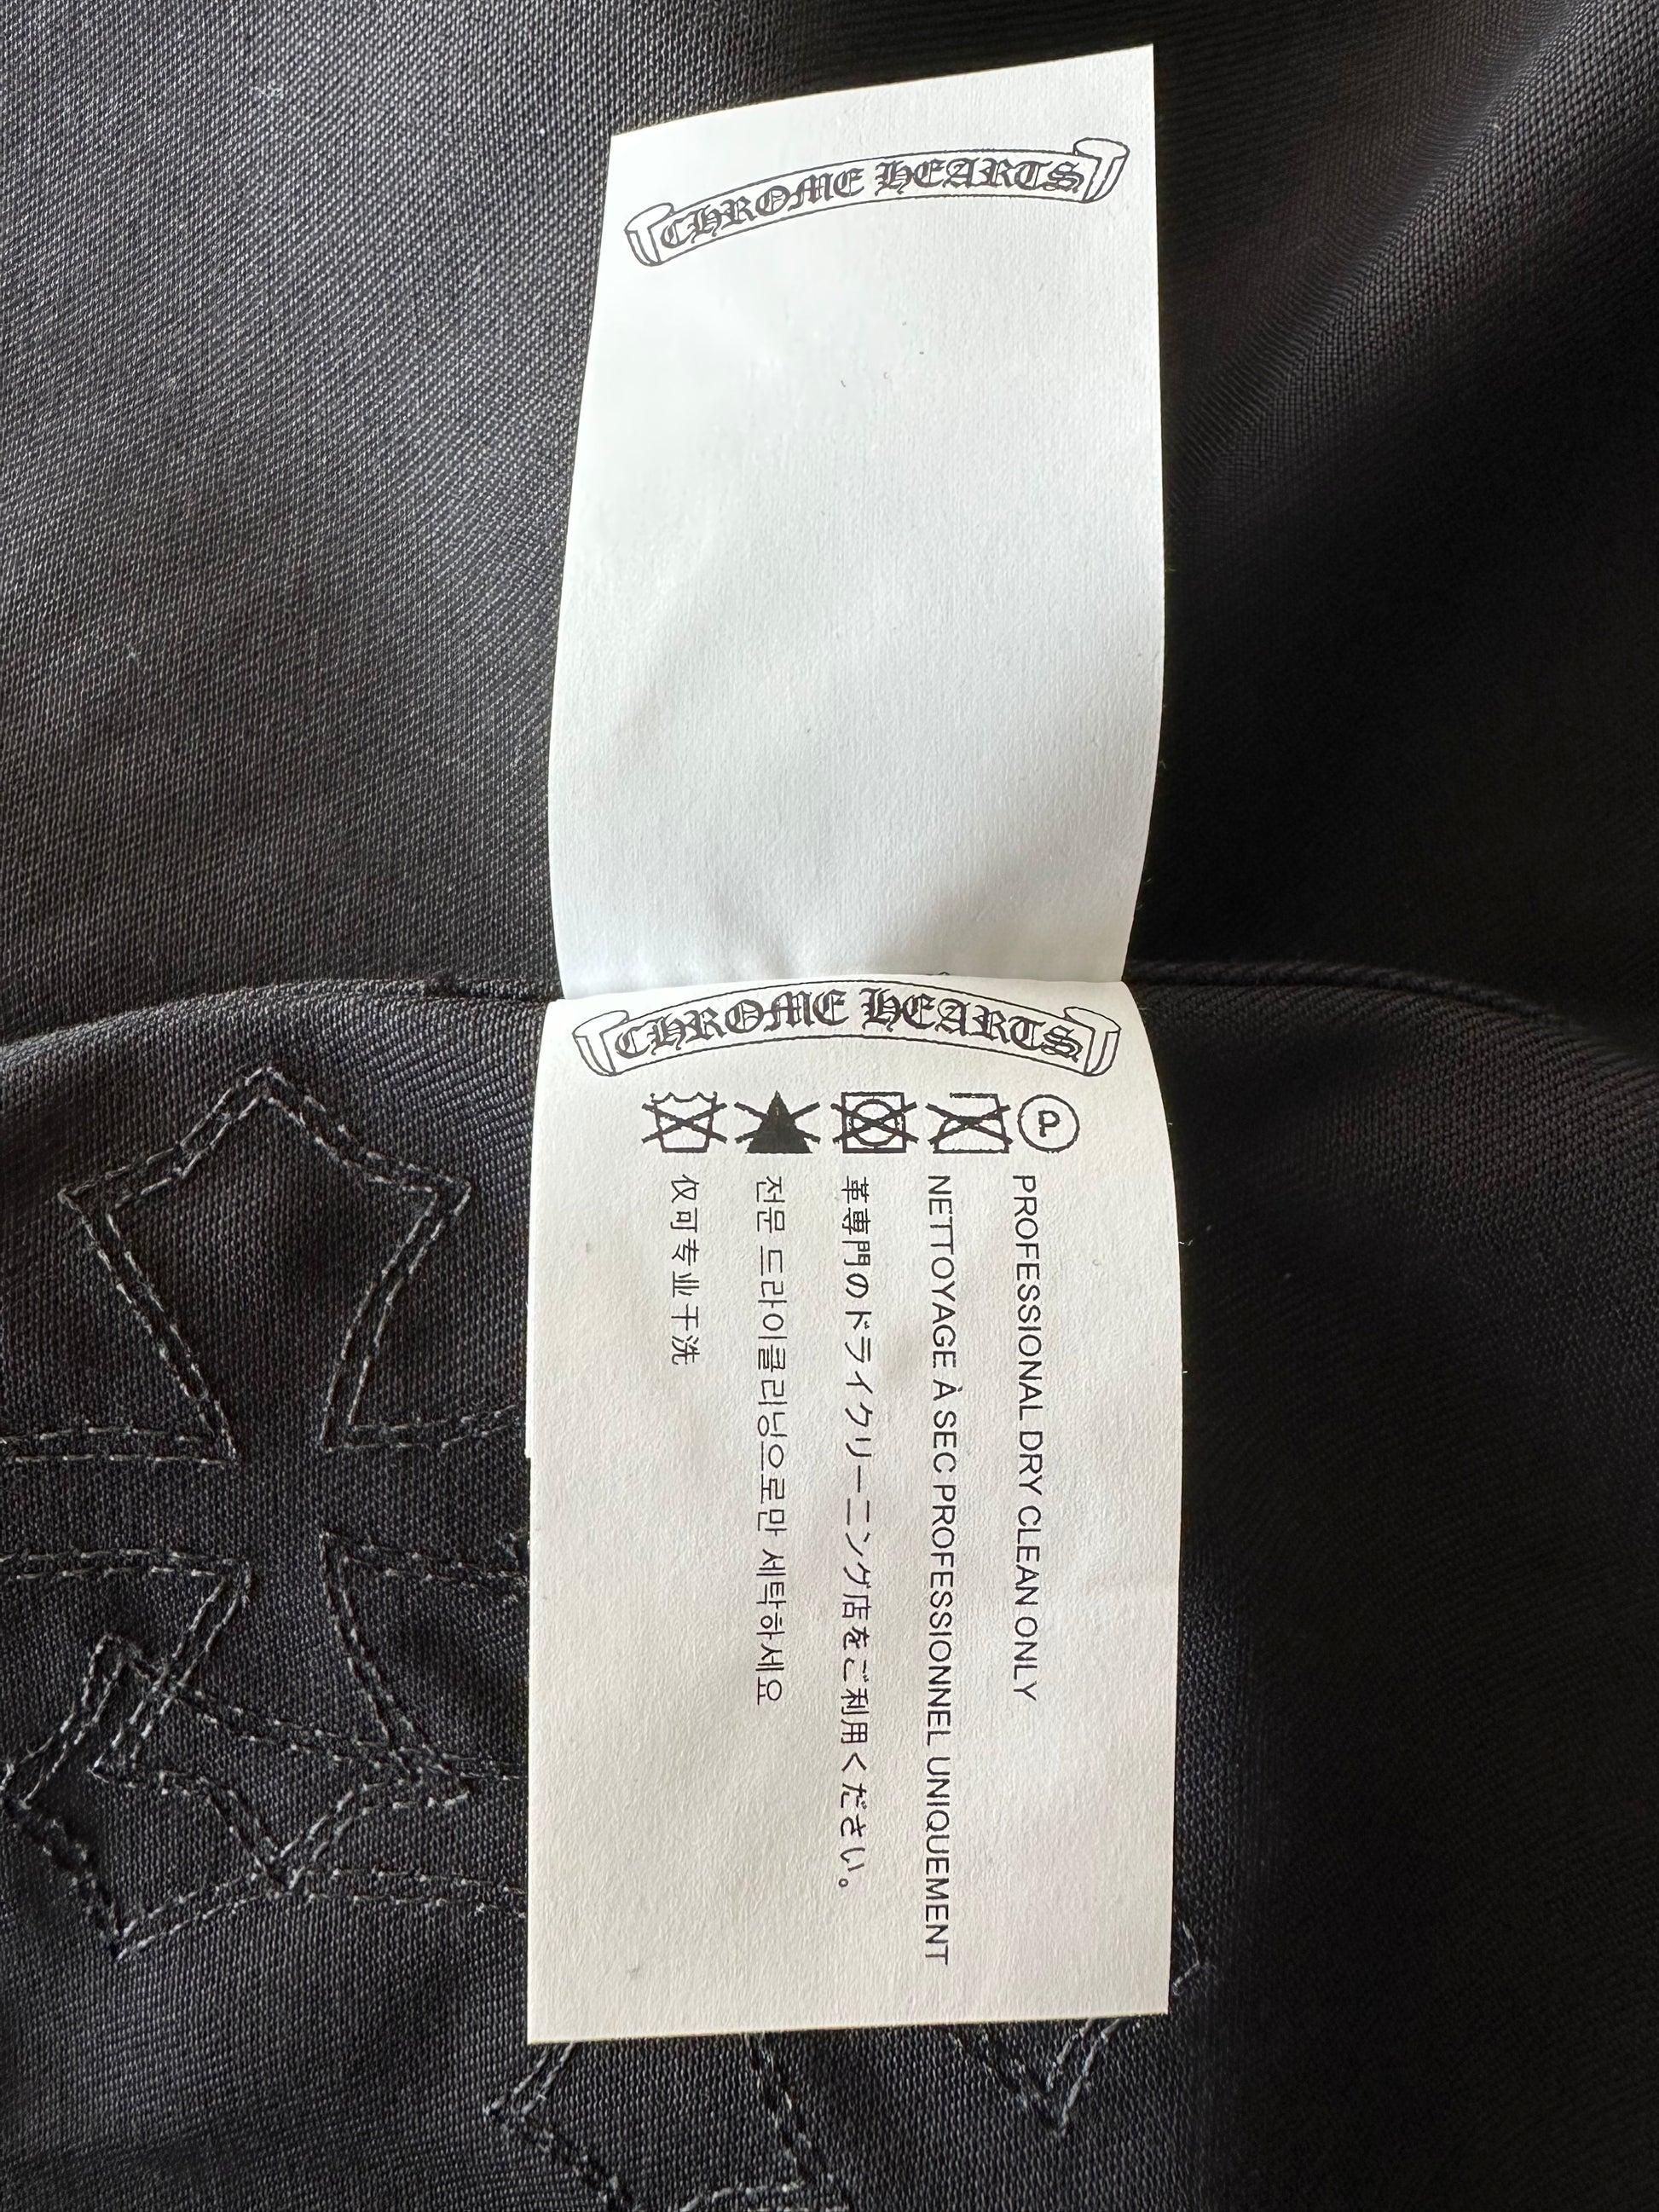 CHROME HEARTS
CHROME HEARTS
P
PROFESSIONAL DRY CLEAN ONLY
NETTOYAGE À SEC PROFESSIONNEL UNIQUEMENT
革専門のドライクリーニング店をご利用ください。
전문 드라이클리닝으로만 세탁하세요
仅可专业干洗